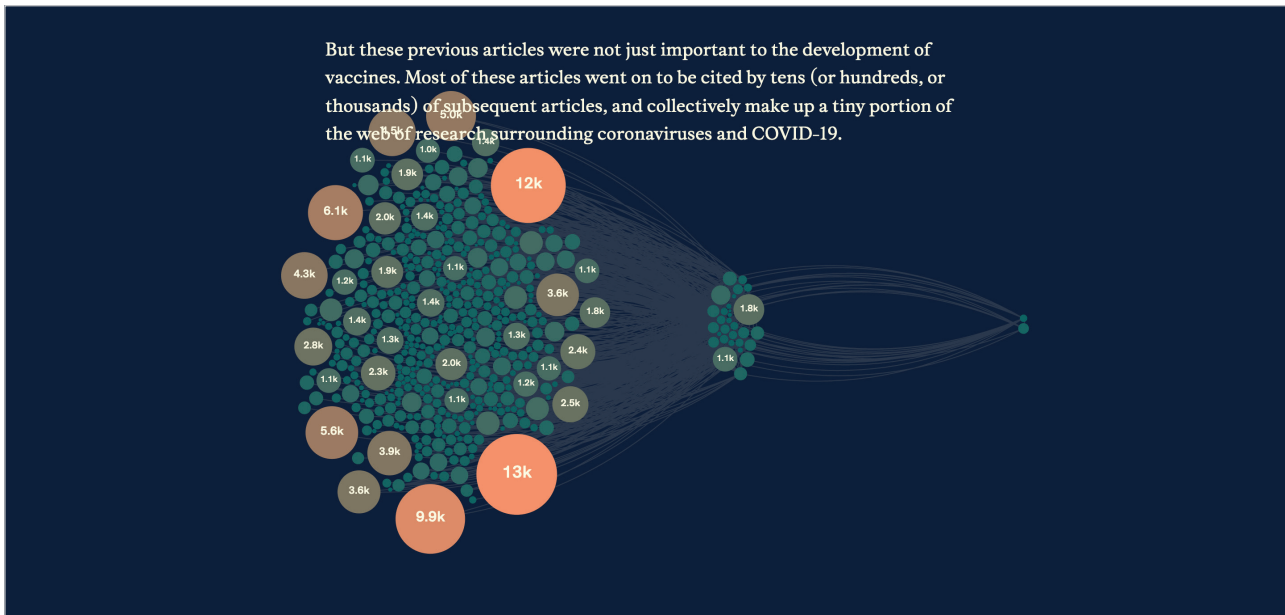 But these previous articles were not just important to the development of
vaccines. Most of these articles went on to be cited by tens (or hundreds, or
thousands) of subsequent articles, and collectively make up a tiny portion of
the web of research surrounding coronaviruses and COVID-19.
5.0k
4.5k
1.4k
1.0k
1.1k
1.9k
12k
6.1k
2.0k
1.4k
4.3k
1.2k
1.9k
1.1k
1.1k
3.6k
1.4k
1.8k
1.8k
1.4k
1.3k
1.3k
2.8k
2.4k
1.1k
2.0k
1.1k
2.3k
1.1k
1.2k
1.1k
2.5k
5.6k
3.9k
13k
3.6k
9.9k